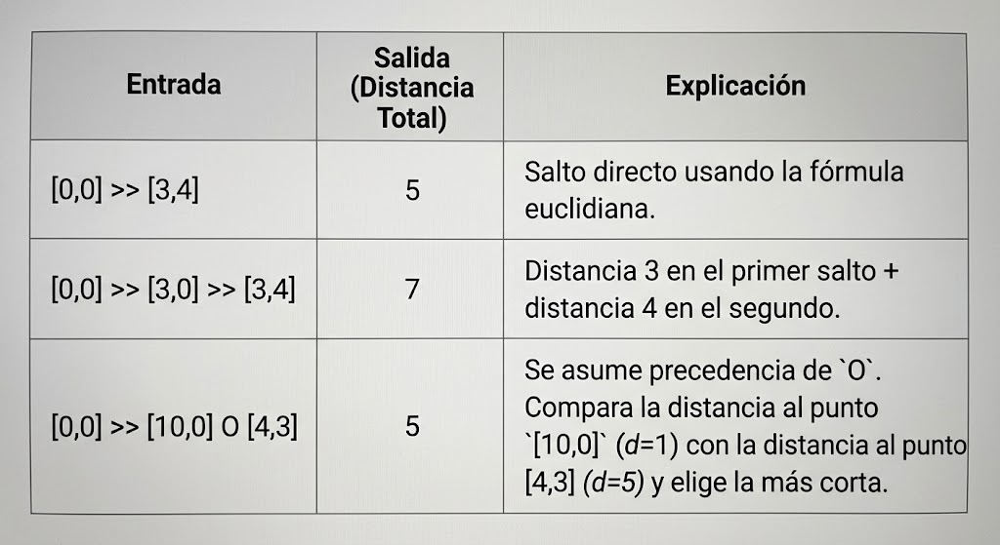 Entrada
Salida
(Distancia
Total)
Explicación
[0,0] >> [3,4]
5
Salto directo usando la fórmula
euclidiana.
[0,0] >> [3,0] >> [3,4]
7
Distancia 3 en el primer salto +
distancia 4 en el segundo.
[0,0] >> [10,0] O [4,3]
5
Se asume precedencia de `O`.
Compara la distancia al punto
`[10,0]` (d=1) con la distancia al punto
[4,3] (d=5) y elige la más corta.